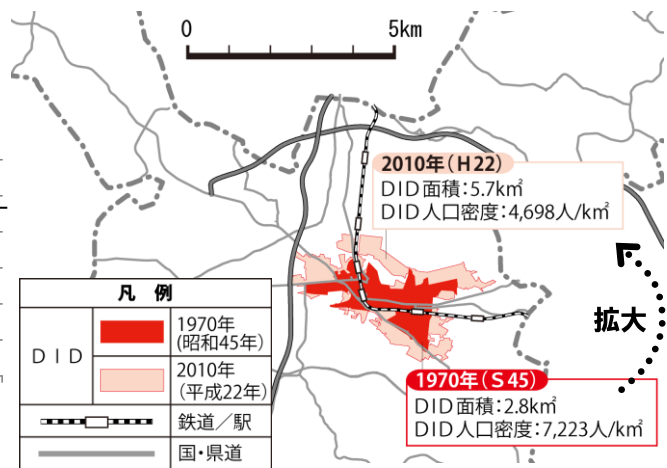 0 5km
2010年(H22)
DID面積:5.7km²
DID人口密度:4,698人/km²
拡大
1970年(S45)
DID面積:2.8km²
DID人口密度:7,223人/km²
凡 例
DID
1970年
(昭和45年)
2010年
(平成22年)
鉄道/駅
国・県道